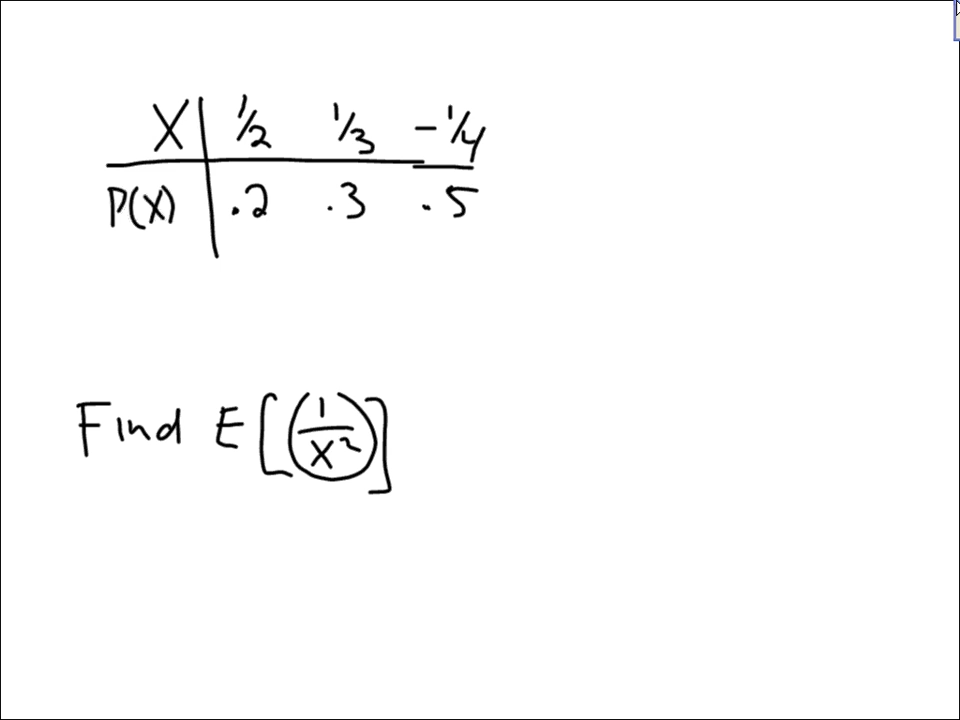 X | 1/2 1/3 -1/4
P(X) | .2 .3 .5
Find E[(1/X²)]